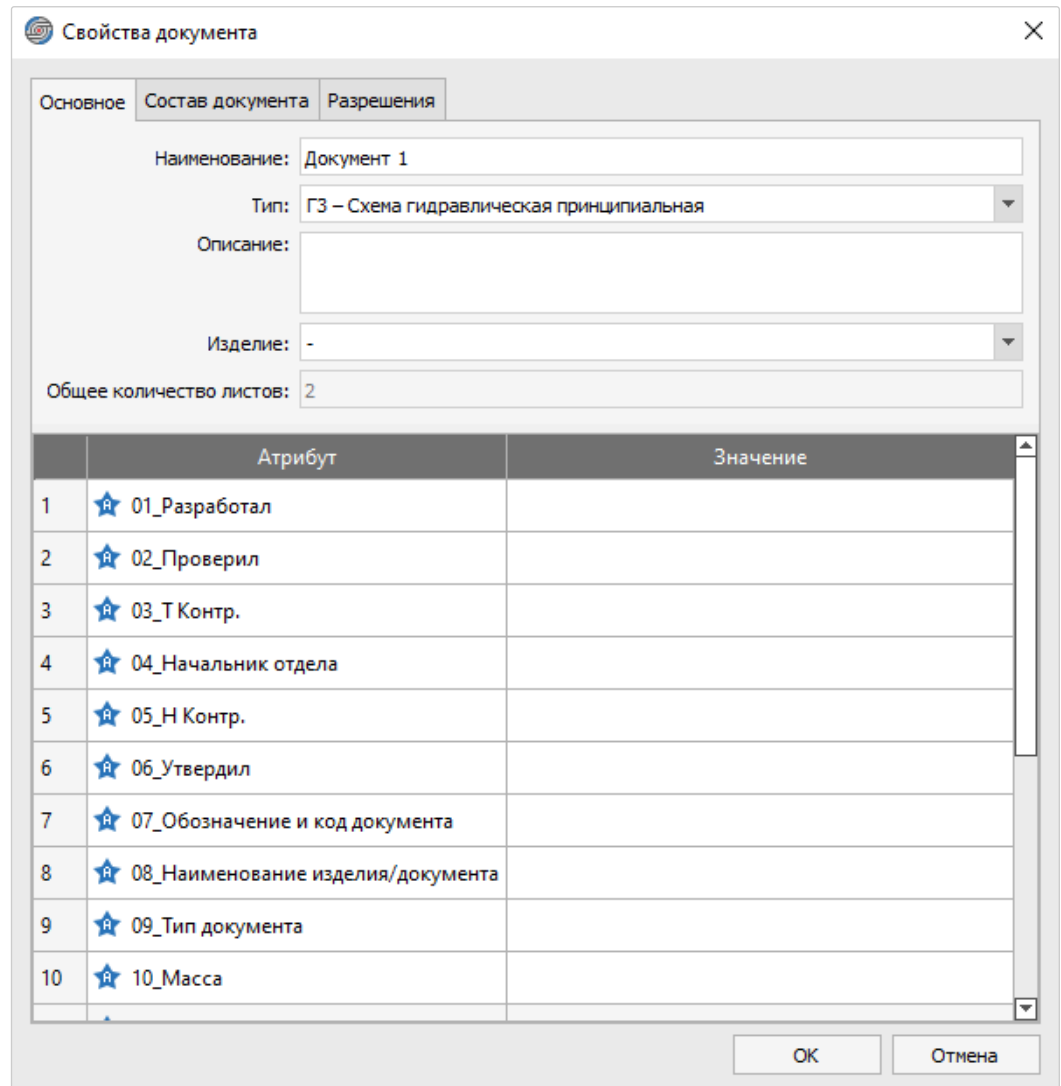 Свойства документа
Основное Состав документа Разрешения
Наименование: Документ 1
Тип: Г3 – Схема гидравлическая принципиальная
Описание:
Изделие: -
Общее количество листов: 2
Атрибут Значение
1 01_Разработал
2 02_Проверил
3 03_Т Контр.
4 04_Начальник отдела
5 05_Н Контр.
6 06_Утвердил
7 07_Обозначение и код документа
8 08_Наименование изделия/документа
9 09_Тип документа
10 10_Масса
ОК Отмена